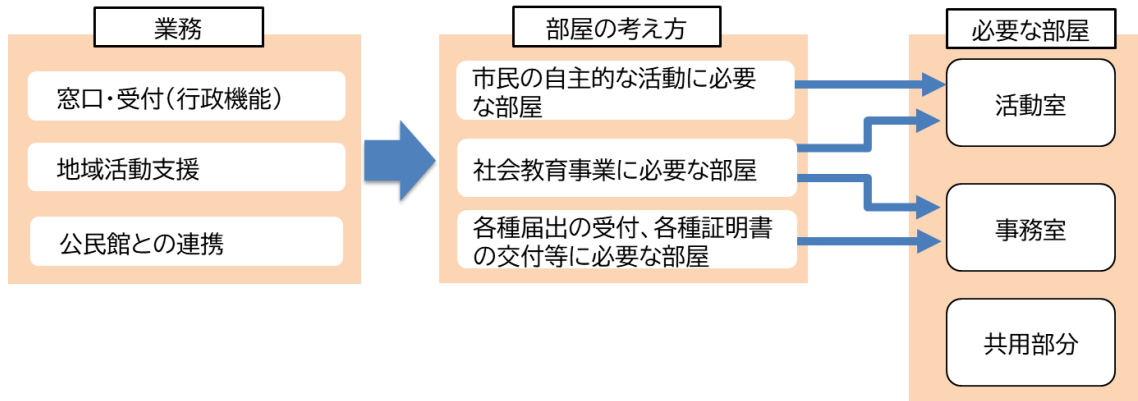 業務
窓口・受付(行政機能)
地域活動支援
公民館との連携
部屋の考え方
市民の自主的な活動に必要
な部屋
社会教育事業に必要な部屋
各種届出の受付、各種証明書
の交付等に必要な部屋
必要な部屋
活動室
事務室
共用部分